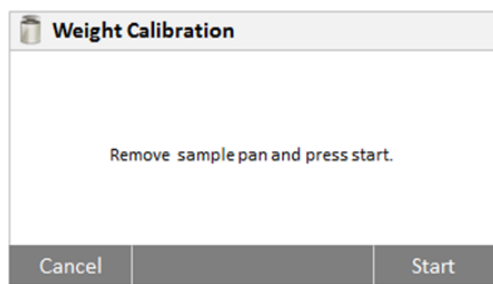 Weight Calibration
Remove sample pan and press start.
Cancel
Start